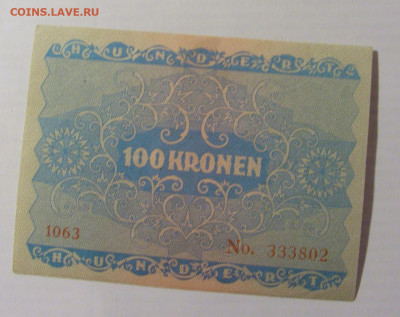 COINS.LAVE.RU
HUNDERT
100 KRONEN
1063
No. 333802
HUNDERT